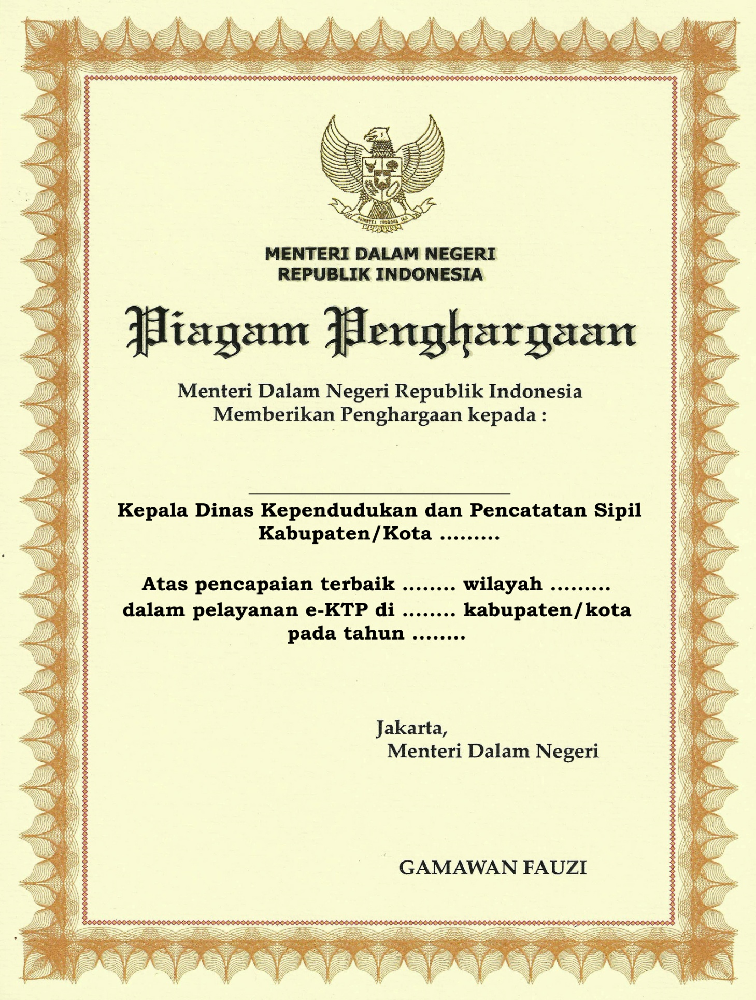 BHINNEKA TUNGGAL IKA
MENTERI DALAM NEGERI
REPUBLIK INDONESIA
Piagam Penghargaan
Menteri Dalam Negeri Republik Indonesia
Memberikan Penghargaan kepada :
Kepala Dinas Kependudukan dan Pencatatan Sipil
Kabupaten/Kota .........
Atas pencapaian terbaik ........ wilayah .........
dalam pelayanan e-KTP di ........ kabupaten/kota
pada tahun ........
Jakarta,
Menteri Dalam Negeri
GAMAWAN FAUZI